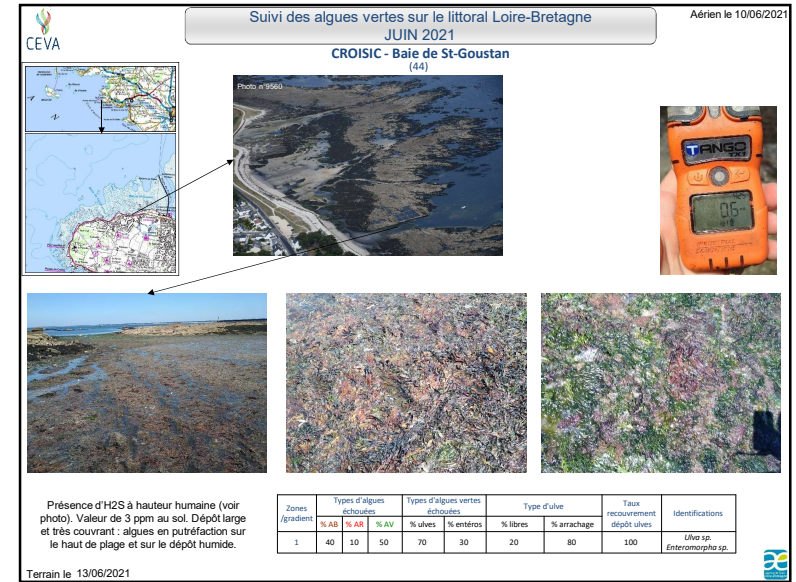 Suivi des algues vertes sur le littoral Loire-Bretagne
JUIN 2021
Aérien le 10/06/2021
CEVA
CROISIC - Baie de St-Goustan
(44)
Photo n°9560
TANGO
TX1
0.6
Présence d'H2S à hauteur humaine (voir
photo). Valeur de 3 ppm au sol. Dépôt large
et très couvrant : algues en putréfaction sur
le haut de plage et sur le dépôt humide.
Zones
/gradient
Types d'algues
échouées
Types d'algues vertes
échouées
Type d'ulve
Taux
recouvrement
dépôt ulves
Identifications
% AB % AR % AV % ulves % entéros % libres % arrachage
1 40 10 50 70 30 20 80 100 Ulva sp.
Enteromorpha sp.
Terrain le 13/06/2021